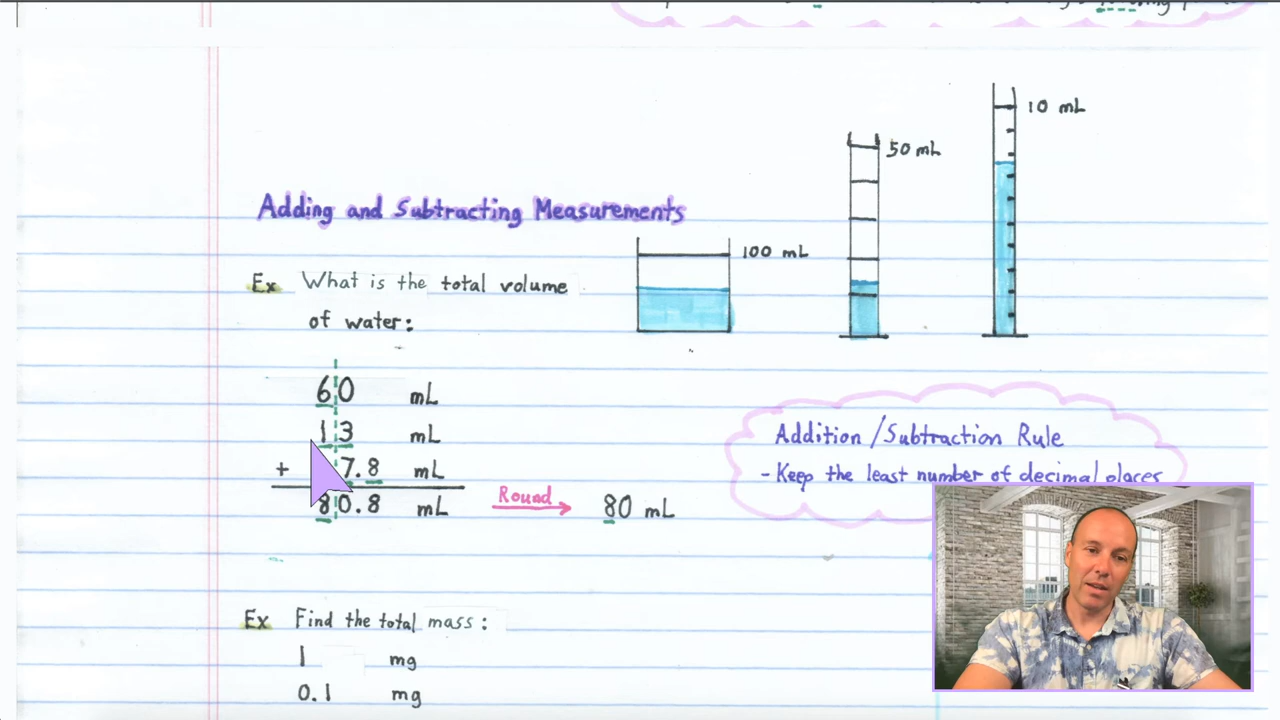 10 mL
50 mL
Adding and Subtracting Measurements
100 mL
Ex What is the total volume
of water:
60 mL
13 mL
+ 7.8 mL
80.8 mL Round 80 mL
Addition/Subtraction Rule
- Keep the least number of decimal places
Ex Find the total mass:
1 mg
0.1 mg